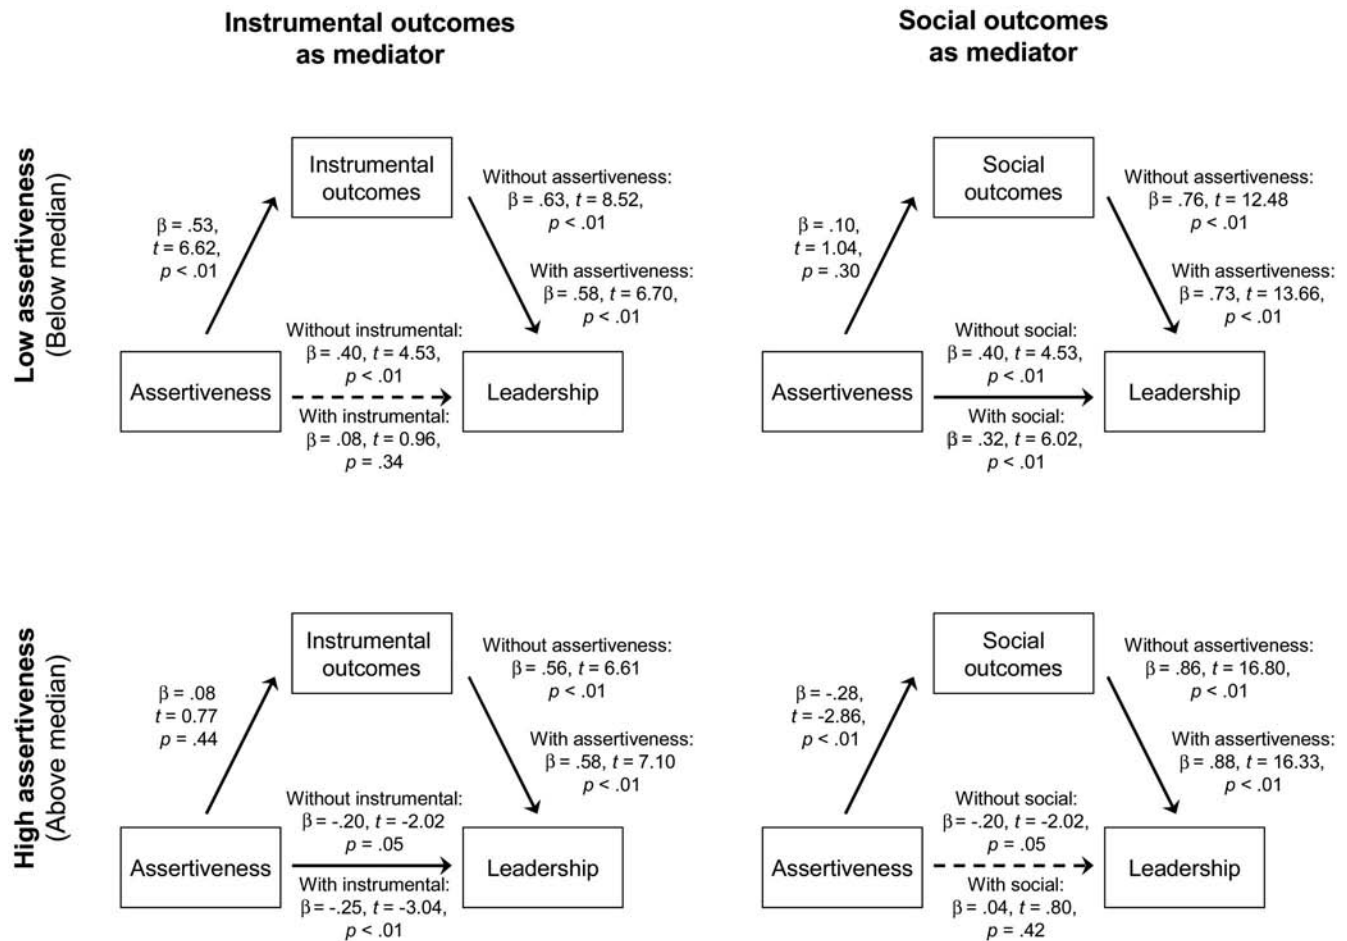 Instrumental outcomes
as mediator
Social outcomes
as mediator
Low assertiveness
(Below median)
Instrumental
outcomes
β = .53,
t = 6.62,
p < .01
Without assertiveness:
β = .63, t = 8.52,
p < .01
With assertiveness:
β = .58, t = 6.70,
p < .01
Without instrumental:
β = .40, t = 4.53,
p < .01
Assertiveness
Leadership
With instrumental:
β = .08, t = 0.96,
p = .34
Social
outcomes
β = .10,
t = 1.04,
p = .30
Without assertiveness:
β = .76, t = 12.48
p < .01
With assertiveness:
β = .73, t = 13.66,
p < .01
Without social:
β = .40, t = 4.53,
p < .01
Assertiveness
Leadership
With social:
β = .32, t = 6.02,
p < .01
High assertiveness
(Above median)
Instrumental
outcomes
β = .08
t = 0.77
p = .44
Without assertiveness:
β = .56, t = 6.61
p < .01
With assertiveness:
β = .58, t = 7.10
p < .01
Without instrumental:
β = -.20, t = -2.02
p = .05
Assertiveness
Leadership
With instrumental:
β = -.25, t = -3.04,
p < .01
Social
outcomes
β = -.28,
t = -2.86,
p < .01
Without assertiveness:
β = .86, t = 16.80,
p < .01
With assertiveness:
β = .88, t = 16.33,
p < .01
Without social:
β = -.20, t = -2.02,
p = .05
Assertiveness
Leadership
With social:
β = .04, t = .80,
p = .42